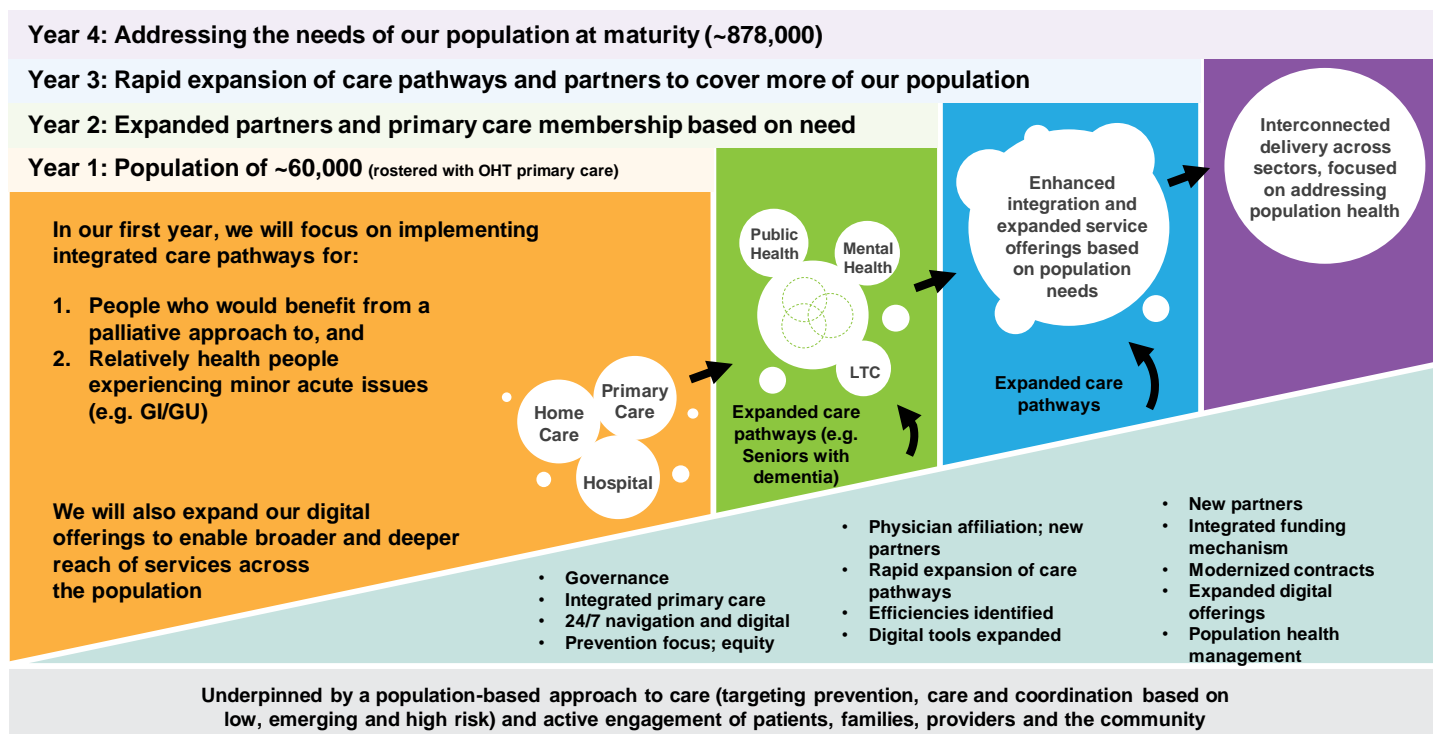 Year 4: Addressing the needs of our population at maturity (~878,000)
Year 3: Rapid expansion of care pathways and partners to cover more of our population
Year 2: Expanded partners and primary care membership based on need
Year 1: Population of ~60,000 (rostered with OHT primary care)
In our first year, we will focus on implementing
integrated care pathways for:
1. People who would benefit from a
palliative approach to, and
2. Relatively health people
experiencing minor acute issues
(e.g. GI/GU)
We will also expand our digital
offerings to enable broader and deeper
reach of services across
the population
Home
Care
Primary
Care
Hospital
Public
Health
Mental
Health
LTC
Expanded care
pathways (e.g.
Seniors with
dementia)
Enhanced
integration and
expanded service
offerings based
on population
needs
Expanded care
pathways
Interconnected
delivery across
sectors, focused
on addressing
population health
• Governance
• Integrated primary care
• 24/7 navigation and digital
• Prevention focus; equity
• Physician affiliation; new
partners
• Rapid expansion of care
pathways
• Efficiencies identified
• Digital tools expanded
• New partners
• Integrated funding
mechanism
• Modernized contracts
• Expanded digital
offerings
• Population health
management
Underpinned by a population-based approach to care (targeting prevention, care and coordination based on
low, emerging and high risk) and active engagement of patients, families, providers and the community